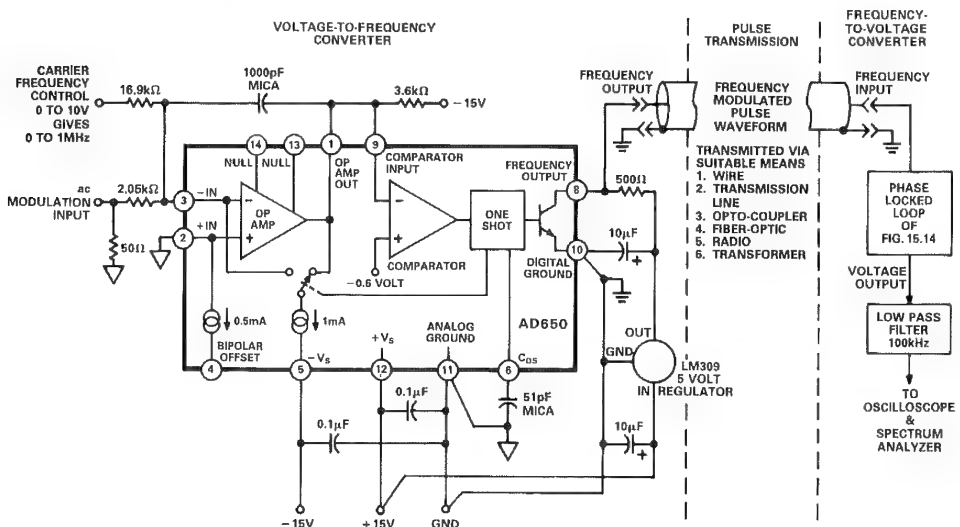 VOLTAGE-TO-FREQUENCY
CONVERTER
PULSE
TRANSMISSION
FREQUENCY-
TO-VOLTAGE
CONVERTER
CARRIER
FREQUENCY
CONTROL
0 TO 10V
GIVES
0 TO 1MHz
16.9kΩ
1000pF
MICA
3.6kΩ
-15V
FREQUENCY
OUTPUT
FREQUENCY
MODULATED
PULSE
WAVEFORM
FREQUENCY
INPUT
TRANSMITTED VIA
SUITABLE MEANS
1. WIRE
2. TRANSMISSION
LINE
3. OPTO-COUPLER
4. FIBER-OPTIC
5. RADIO
6. TRANSFORMER
14
13
1
9
NULL
NULL
OP
AMP
OUT
COMPARATOR
INPUT
FREQUENCY
OUTPUT
8
500Ω
ac
MODULATION
INPUT
2.05kΩ
50Ω
3
-IN
2
+IN
-
+
OP
AMP
-
+
COMPARATOR
-0.6 VOLT
ONE
SHOT
10
DIGITAL
GROUND
10μF
+
PHASE
LOCKED
LOOP
OF
FIG. 15.14
VOLTAGE
OUTPUT
LOW PASS
FILTER
100kHz
TO
OSCILLOSCOPE
&
SPECTRUM
ANALYZER
0.5mA
1mA
BIPOLAR
OFFSET
-VS
+VS
ANALOG
GROUND
COS
AD650
4
5
12
11
6
OUT
GND
LM309
5 VOLT
IN REGULATOR
0.1μF
0.1μF
51pF
MICA
10μF
+
-15V
+15V
GND